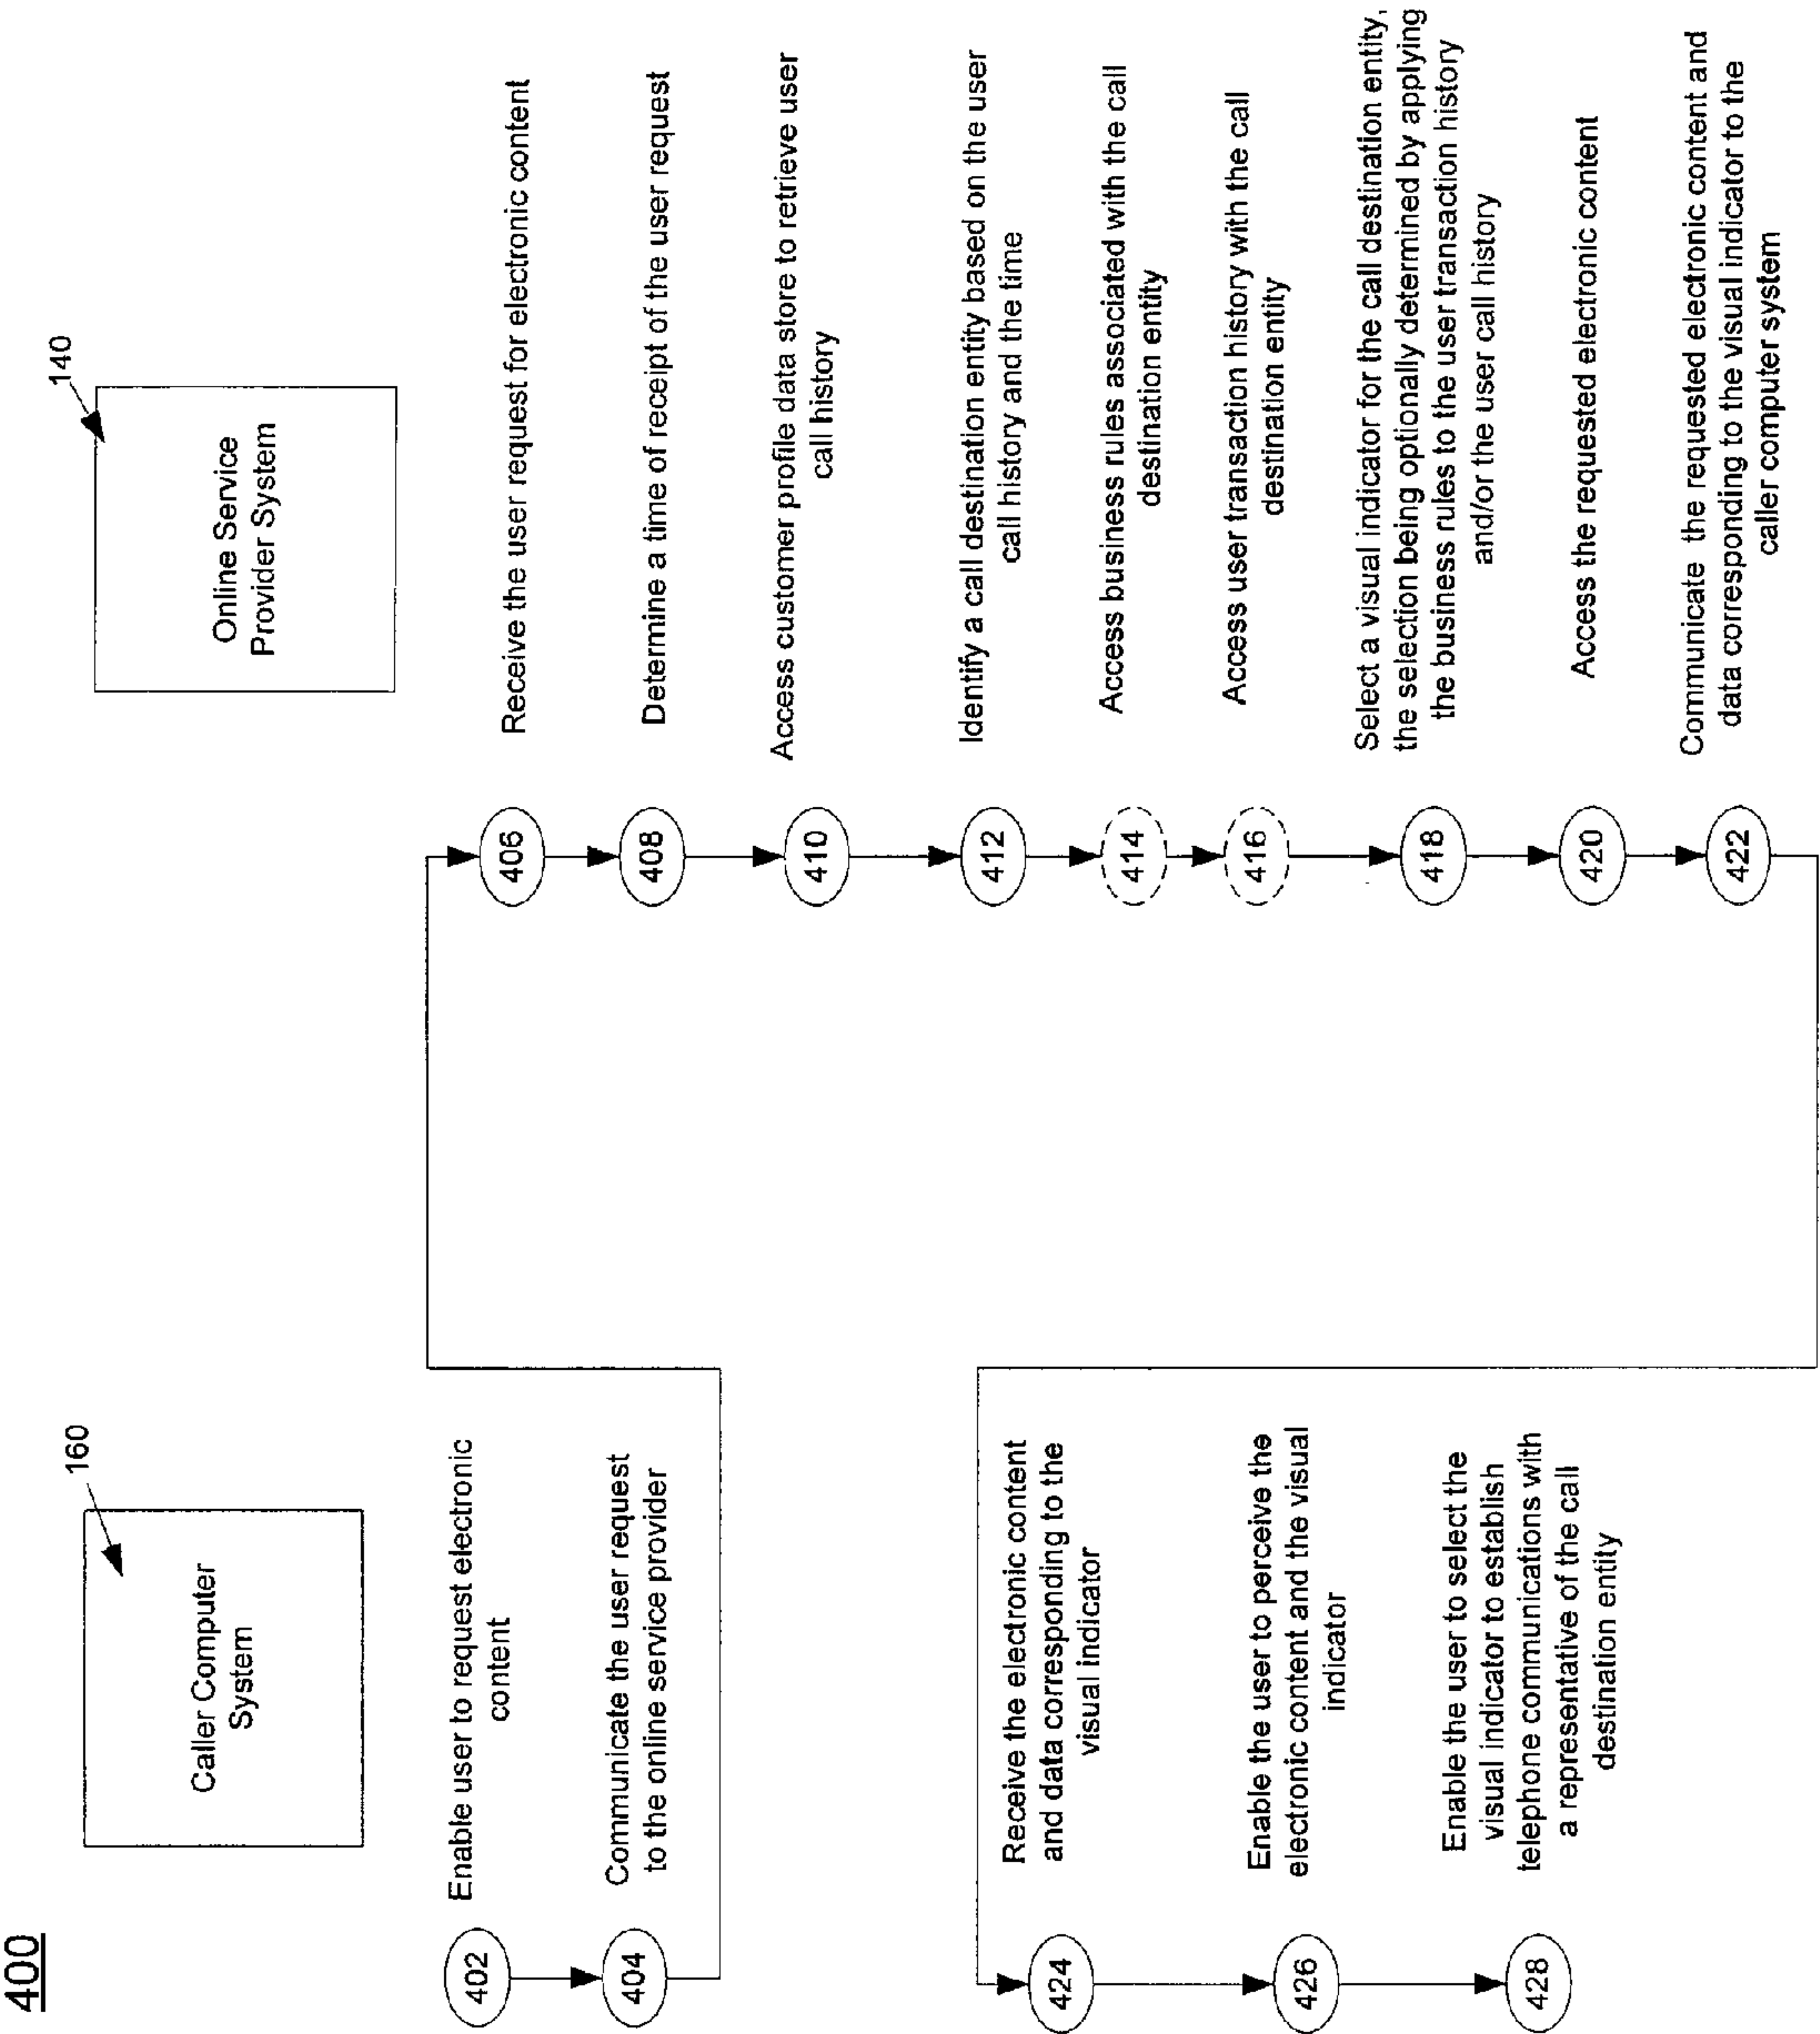 400
160
Caller Computer
System
140
Online Service
Provider System
402
Enable user to request electronic
content
404
Communicate the user request
to the online service provider
406
Receive the user request for electronic content
408
Determine a time of receipt of the user request
410
Access customer profile data store to retrieve user
call history
412
Identify a call destination entity based on the user
call history and the time
414
Access business rules associated with the call
destination entity
416
Access user transaction history with the call
destination entity
418
Select a visual indicator for the call destination entity,
the selection being optionally determined by applying
the business rules to the user transaction history
and/or the user call history
420
Access the requested electronic content
422
Communicate the requested electronic content and
data corresponding to the visual indicator to the
caller computer system
424
Receive the electronic content
and data corresponding to the
visual indicator
426
Enable the user to perceive the
electronic content and the visual
indicator
428
Enable the user to select the
visual indicator to establish
telephone communications with
a representative of the call
destination entity